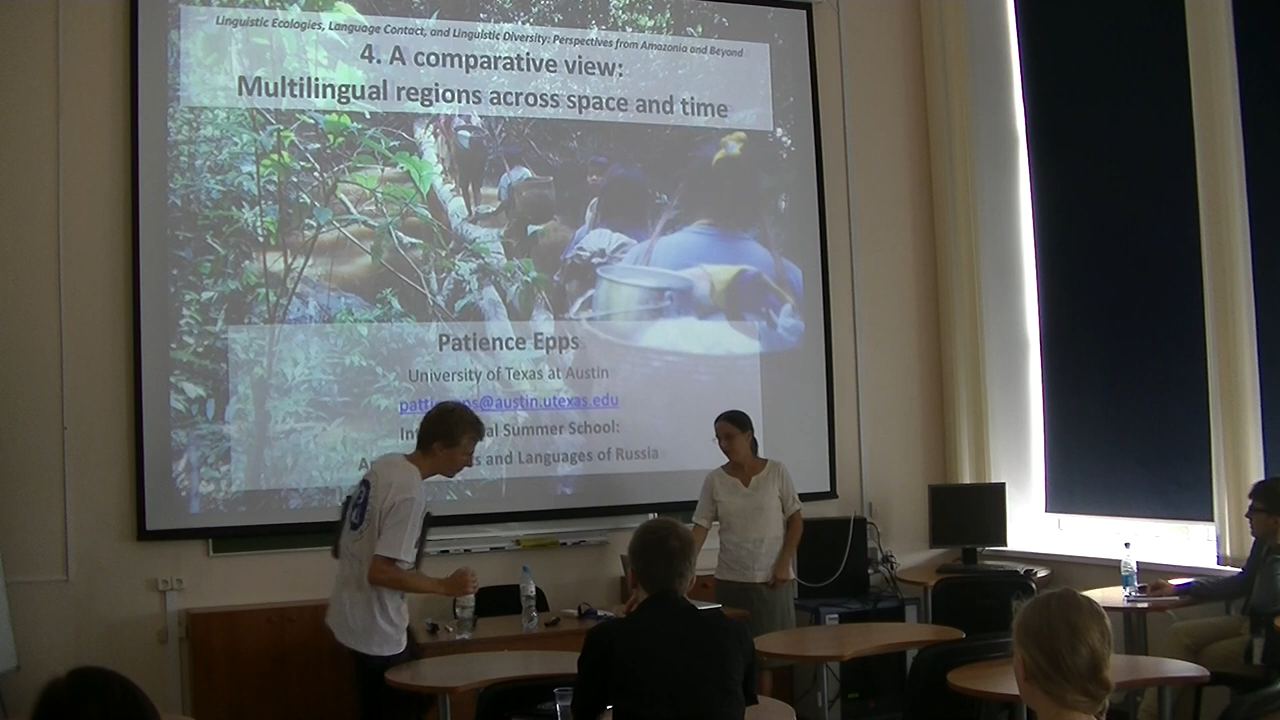 Linguistic Ecologies, Language Contact, and Linguistic Diversity: Perspectives from Amazonia and Beyond
4. A comparative view:
Multilingual regions across space and time
Patience Epps
University of Texas at Austin
@austin.utexas.edu
Summer School:
and Languages of Russia